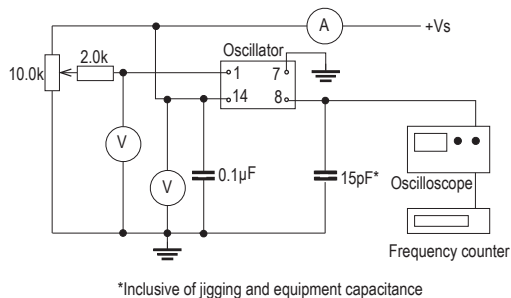 A
+Vs
Oscillator
2.0k
10.0k
1
7
14
8
V
V
0.1µF
15pF*
Oscilloscope
Frequency counter
*Inclusive of jigging and equipment capacitance